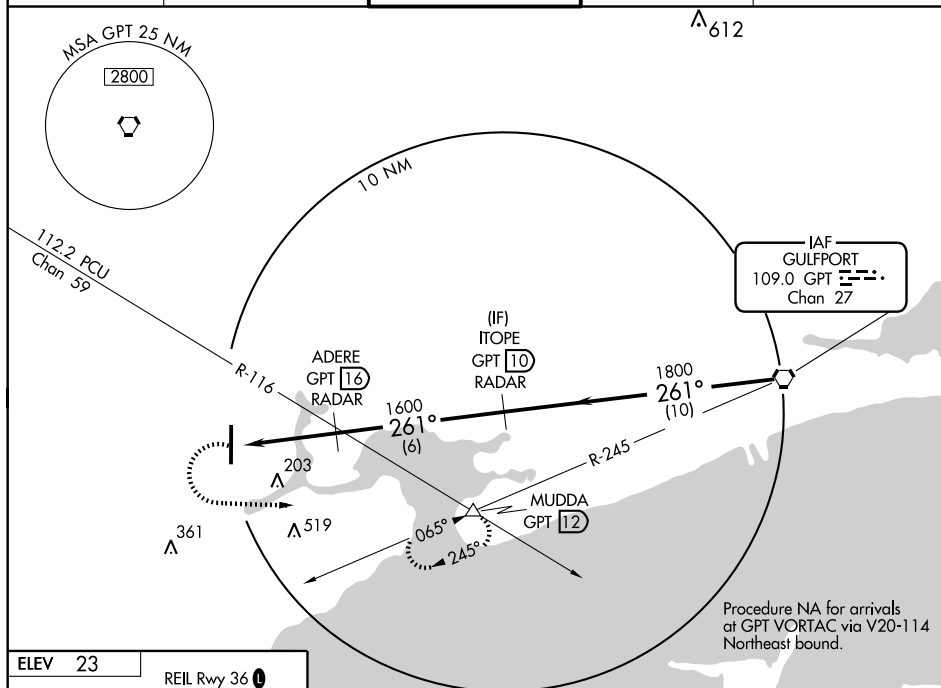 612
MSA GPT 25 NM
2800
10 NM
112.2 PCU
Chan 59
R-116
IAF
GULFPORT
109.0 GPT
Chan 27
(IF)
ITOPE
GPT 10
RADAR
ADERE
GPT 16
RADAR
1800
261°
(10)
1600
261°
(6)
R-245
203
MUDDA
GPT 12
519
361
065°
245°
Procedure NA for arrivals
at GPT VORTAC via V20-114
Northeast bound.
ELEV 23
REIL Rwy 36 L